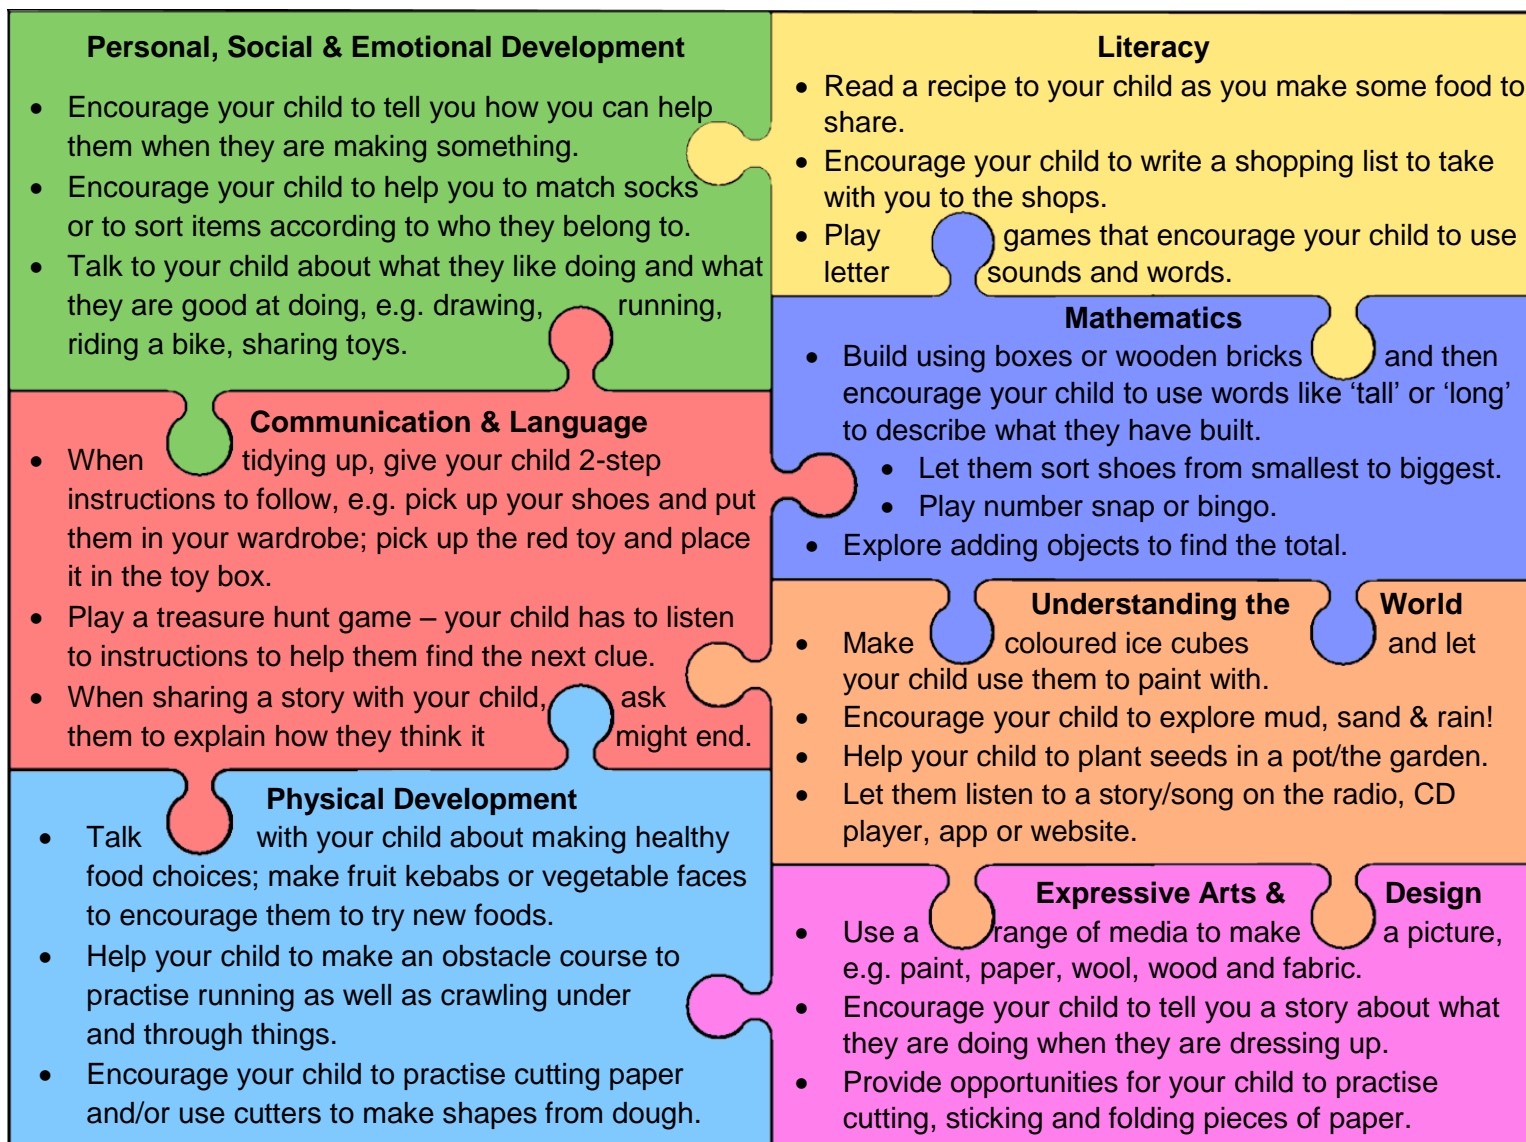 Personal, Social & Emotional Development
• Encourage your child to tell you how you can help
them when they are making something.
• Encourage your child to help you to match socks
or to sort items according to who they belong to.
• Talk to your child about what they like doing and what
they are good at doing, e.g. drawing, running,
riding a bike, sharing toys.
Communication & Language
• When tidying up, give your child 2-step
instructions to follow, e.g. pick up your shoes and put
them in your wardrobe; pick up the red toy and place
it in the toy box.
• Play a treasure hunt game – your child has to listen
to instructions to help them find the next clue.
• When sharing a story with your child, ask
them to explain how they think it might end.
Physical Development
• Talk with your child about making healthy
food choices; make fruit kebabs or vegetable faces
to encourage them to try new foods.
• Help your child to make an obstacle course to
practise running as well as crawling under
and through things.
• Encourage your child to practise cutting paper
and/or use cutters to make shapes from dough.
Literacy
• Read a recipe to your child as you make some food to
share.
• Encourage your child to write a shopping list to take
with you to the shops.
• Play games that encourage your child to use
letter sounds and words.
Mathematics
• Build using boxes or wooden bricks and then
encourage your child to use words like ‘tall’ or ‘long’
to describe what they have built.
• Let them sort shoes from smallest to biggest.
• Play number snap or bingo.
• Explore adding objects to find the total.
Understanding the World
• Make coloured ice cubes and let
your child use them to paint with.
• Encourage your child to explore mud, sand & rain!
• Help your child to plant seeds in a pot/the garden.
• Let them listen to a story/song on the radio, CD
player, app or website.
Expressive Arts & Design
• Use a range of media to make a picture,
e.g. paint, paper, wool, wood and fabric.
• Encourage your child to tell you a story about what
they are doing when they are dressing up.
• Provide opportunities for your child to practise
cutting, sticking and folding pieces of paper.